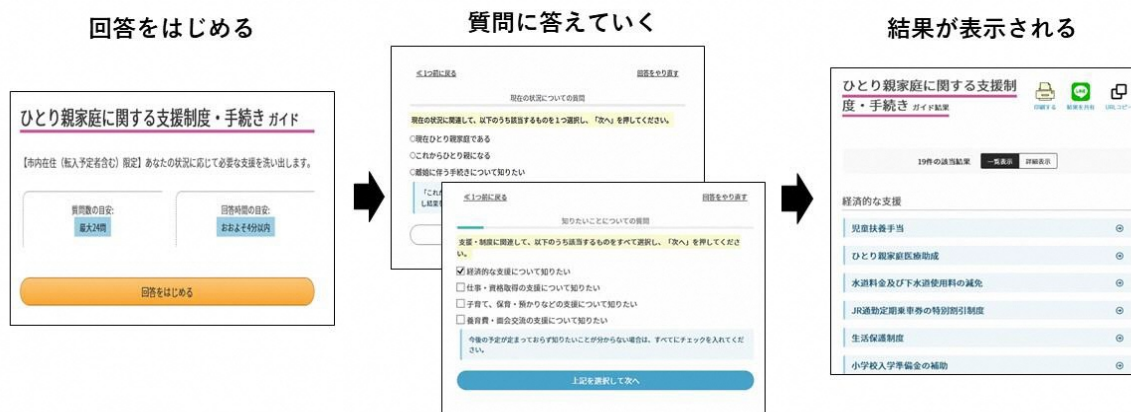 回答をはじめる
質問に答えていく
結果が表示される
ひとり親家庭に関する支援制度・手続き ガイド
【市内在住（転入予定者含む）限定】あなたの状況に応じて必要な支援を洗い出します。
質問数の目安:
最大24問
回答時間の目安:
おおよそ4分以内
回答をはじめる
≪1つ前に戻る
回答をやり直す
現在の状況についての質問
現在の状況に関連して、以下のうち該当するものを1つ選択し、「次へ」を押してください。
現在ひとり親家庭である
これからひとり親になる
離婚に伴う手続きについて知りたい
「これか
し結果を
≪1つ前に戻る
回答をやり直す
知りたいことについての質問
支援・制度に関連して、以下のうち該当するものをすべて選択し、「次へ」を押してくださ
い。
経済的な支援について知りたい
仕事・資格取得の支援について知りたい
子育て、保育・預かりなどの支援について知りたい
養育費・面会交流の支援について知りたい
今後の予定が定まっておらず知りたいことが分からない場合は、すべてにチェックを入れてくだ
さい。
上記を選択して次へ
ひとり親家庭に関する支援制
度・手続き ガイド結果
印刷する
LINE
結果を共有
URLコピー
19件の該当結果
一覧表示
詳細表示
経済的な支援
児童扶養手当
ひとり親家庭医療助成
水道料金及び下水道使用料の減免
JR通勤定期乗車券の特別割引制度
生活保護制度
小学校入学準備金の補助